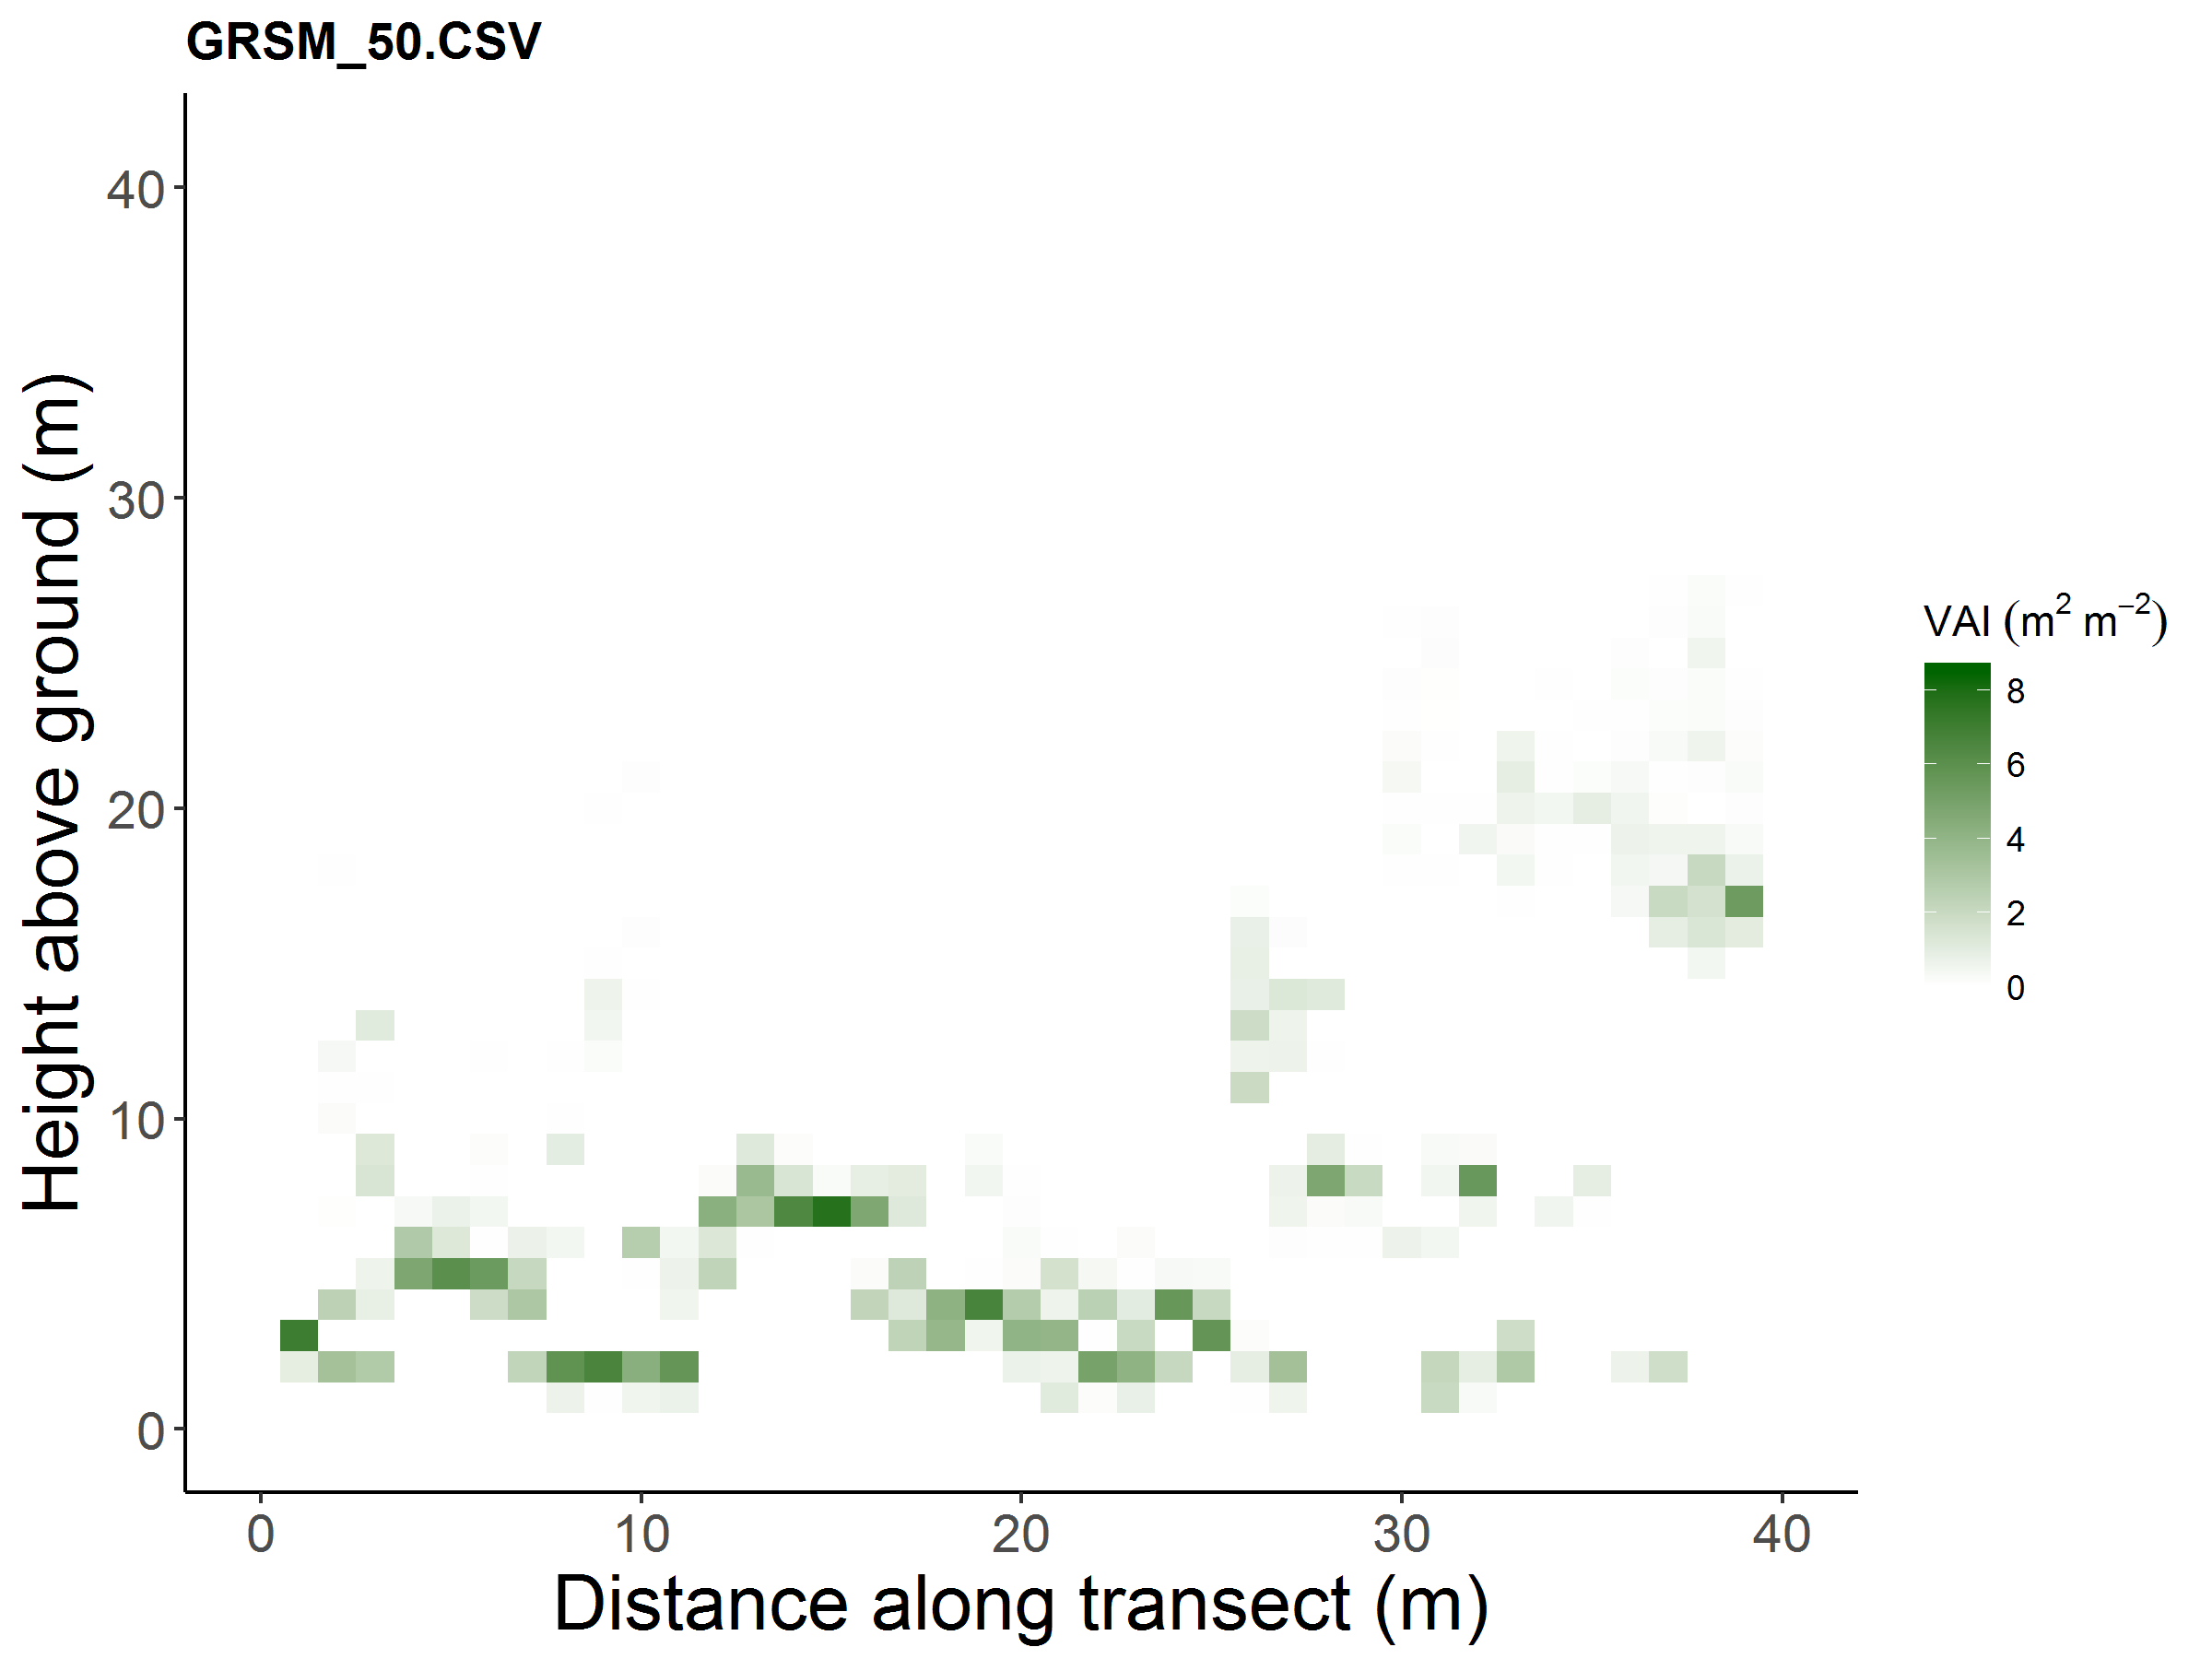 GRSM_50.CSV
Height above ground (m)
40
30
20
10
0
0 10 20 30 40
Distance along transect (m)
VAI (m² m⁻²)
8
6
4
2
0